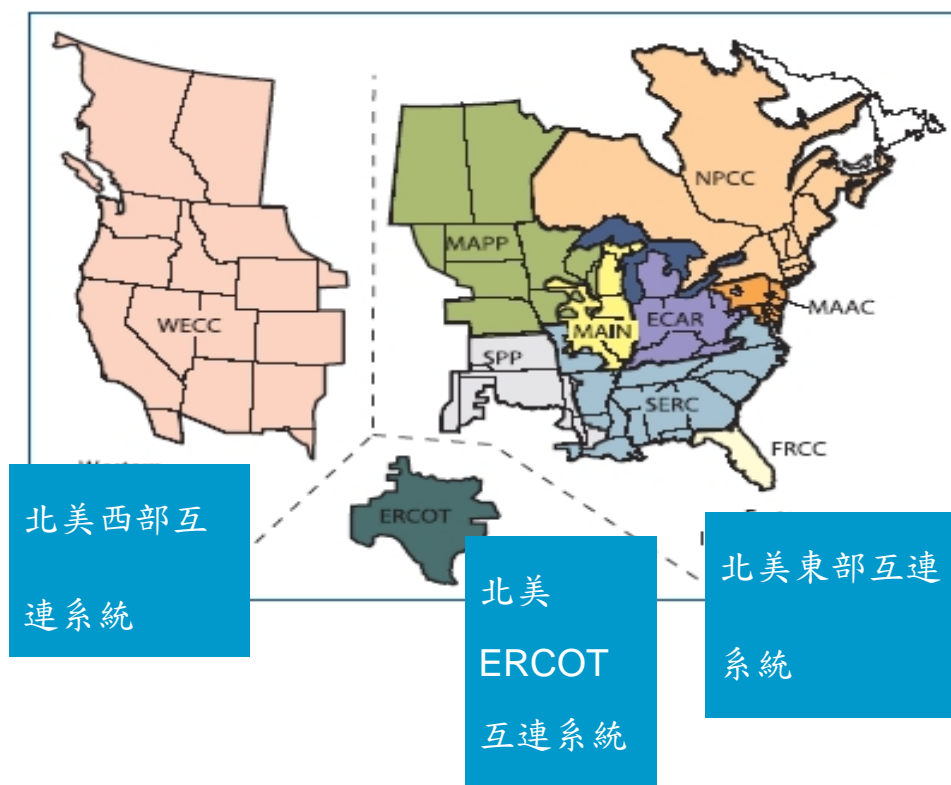 NPCC
MAPP
MAAC
WECC
MAIN
ECAR
SPP
SERC
FRCC
ERCOT
北美西部互
連系統
北美
ERCOT
互連系統
北美東部互連
系統